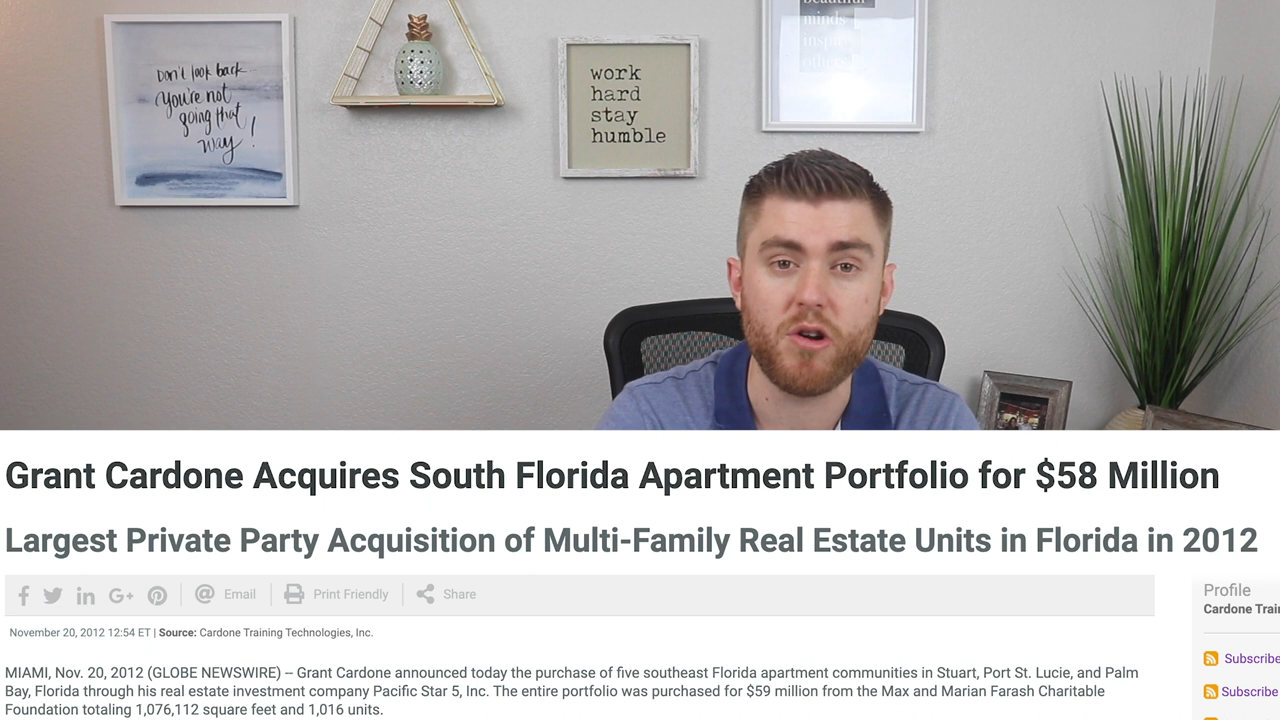 Don't look back
You're not
going that
way!
work
hard
stay
humble
beautiful
minds
inspire
others
Grant Cardone Acquires South Florida Apartment Portfolio for $58 Million
Largest Private Party Acquisition of Multi-Family Real Estate Units in Florida in 2012
Email
Print Friendly
Share
Profile
Cardone Trai
November 20, 2012 12:54 ET | Source: Cardone Training Technologies, Inc.
Subscribe
Subscribe
MIAMI, Nov. 20, 2012 (GLOBE NEWSWIRE) -- Grant Cardone announced today the purchase of five southeast Florida apartment communities in Stuart, Port St. Lucie, and Palm
Bay, Florida through his real estate investment company Pacific Star 5, Inc. The entire portfolio was purchased for $59 million from the Max and Marian Farash Charitable
Foundation totaling 1,076,112 square feet and 1,016 units.